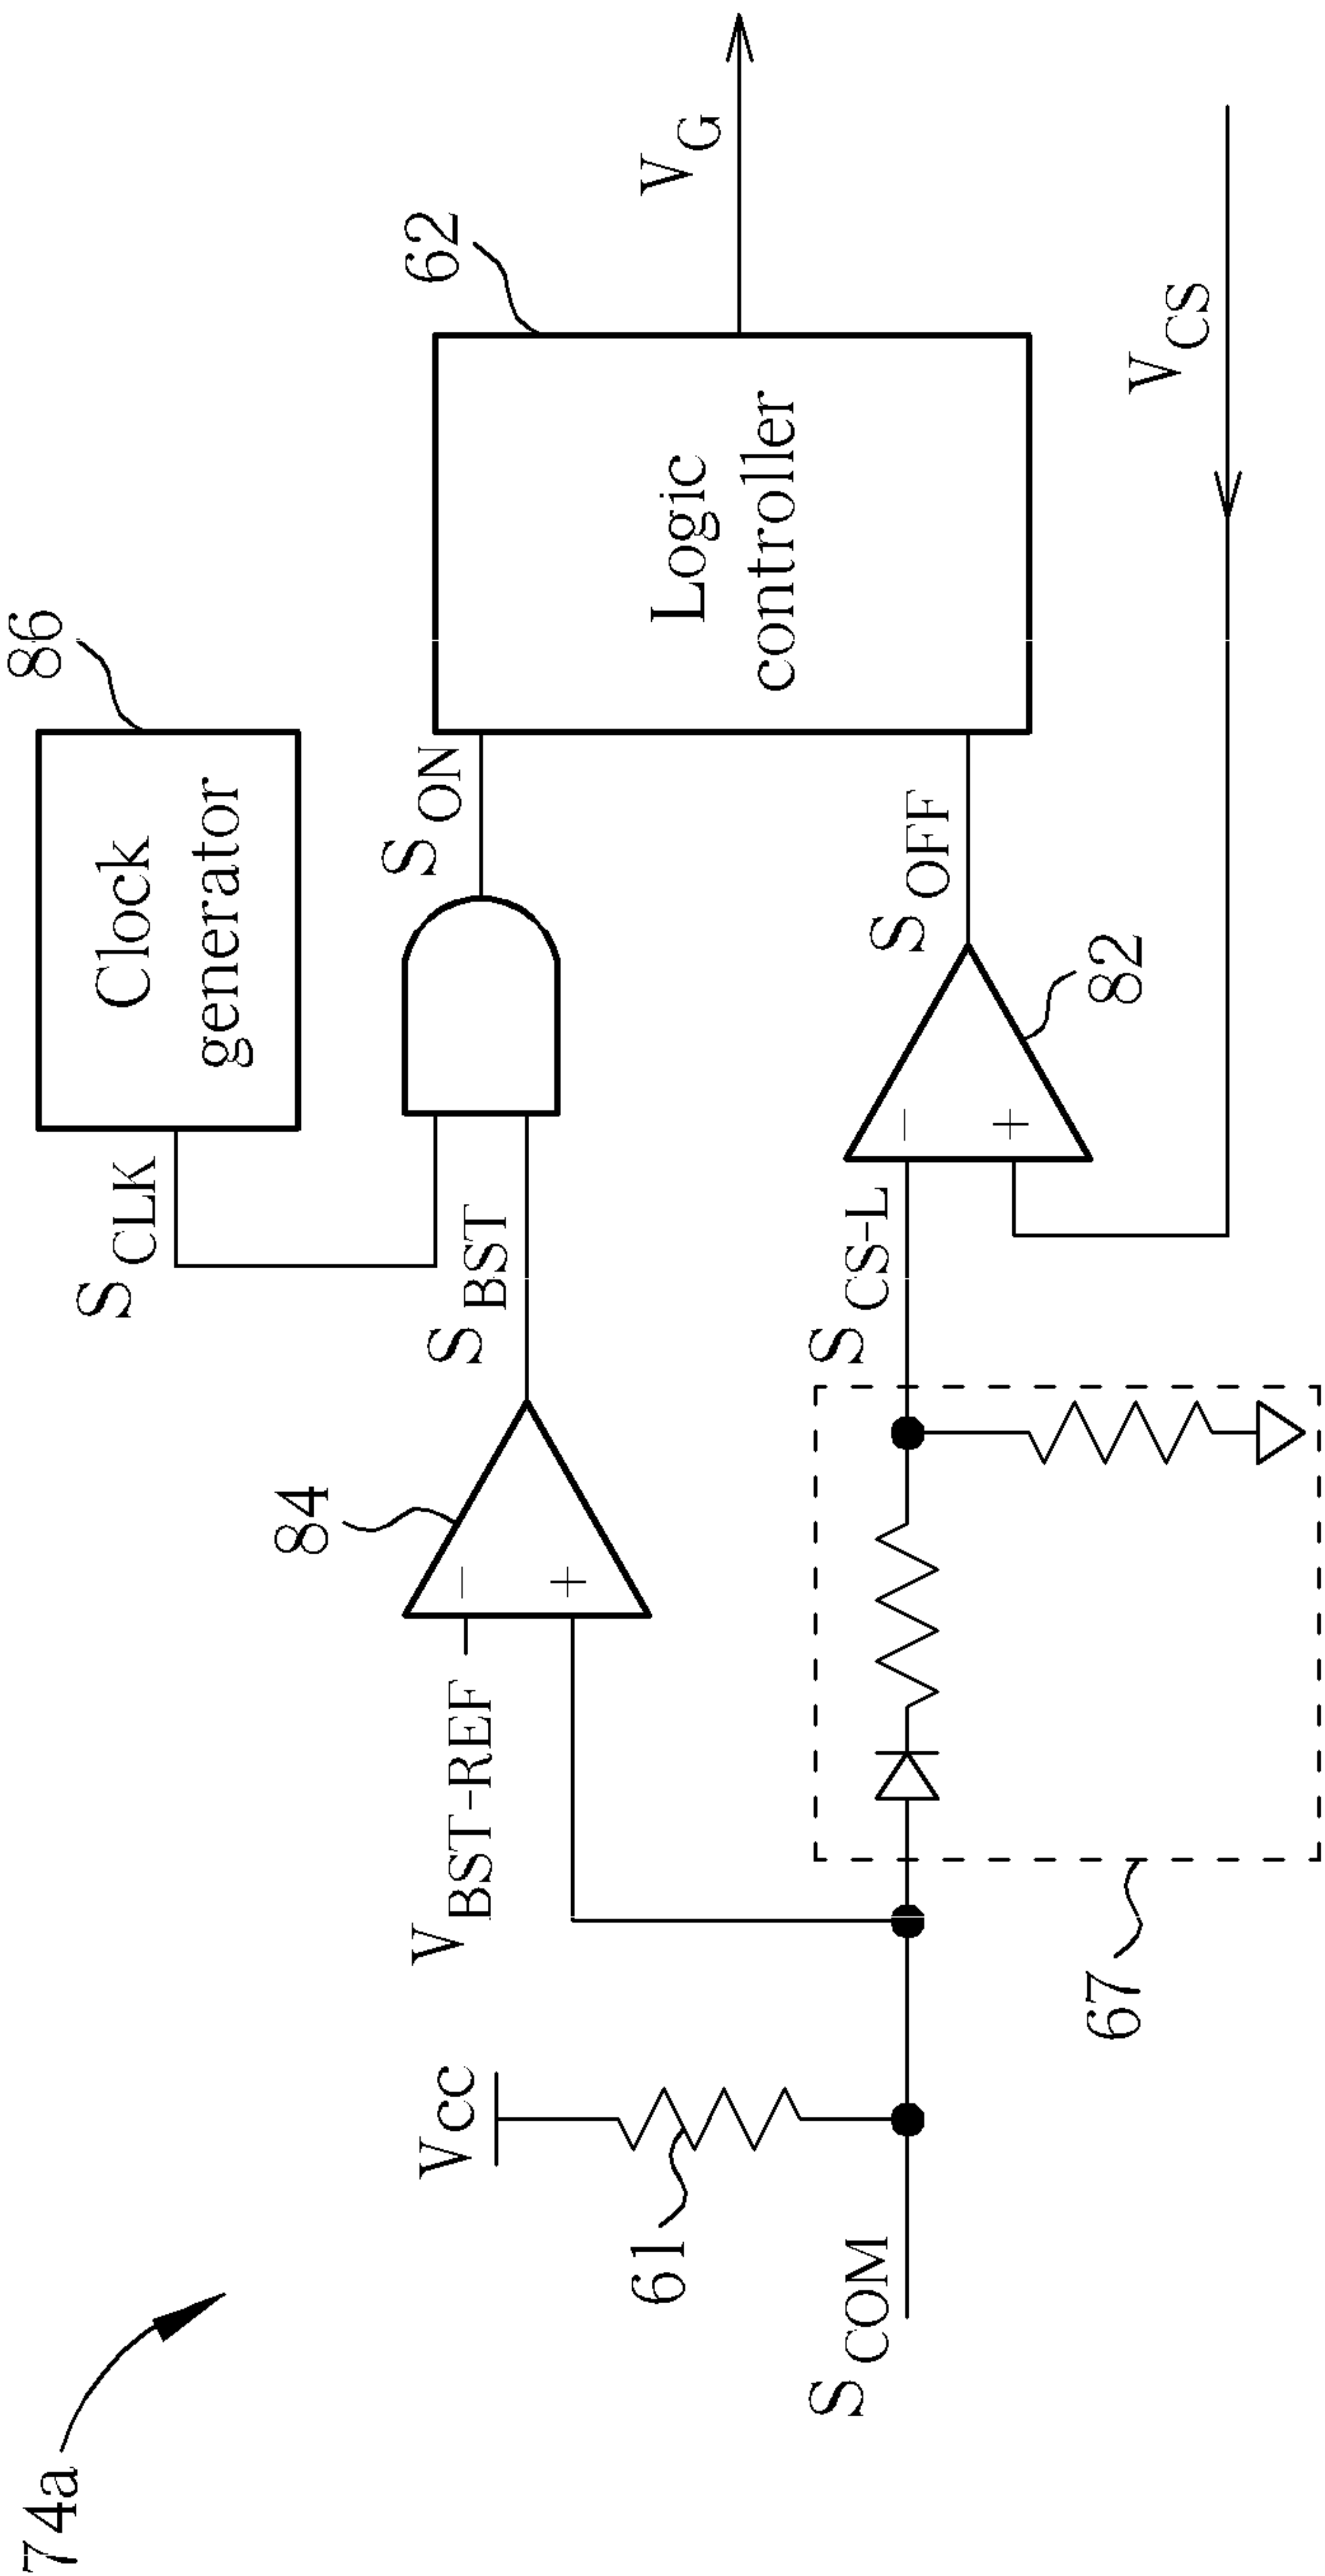 74a
86
Clock
generator
S_CLK
62
V_G
S_ON
Logic
controller
84
V_BST-REF
−
+
S_BST
Vcc
61
S_COM
67
S_CS-L
−
+
82
S_OFF
V_CS